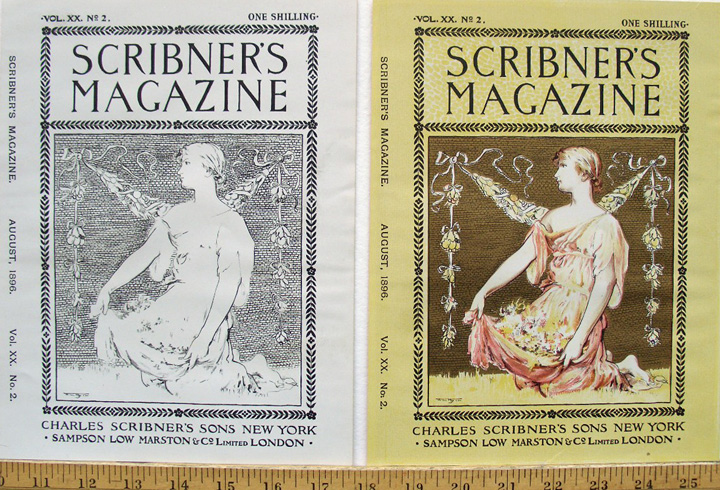 ·VOL. XX. Nº 2. ONE SHILLING·
SCRIBNER'S
MAGAZINE
SCRIBNER'S MAGAZINE. AUGUST, 1896. Vol. XX. No. 2.
CHARLES SCRIBNER'S SONS NEW YORK
· SAMPSON LOW MARSTON & Cº LIMITED LONDON ·
·VOL. XX. Nº 2. ONE SHILLING·
SCRIBNER'S
MAGAZINE
SCRIBNER'S MAGAZINE. AUGUST, 1896. Vol. XX. No. 2.
CHARLES SCRIBNER'S SONS NEW YORK
· SAMPSON LOW MARSTON & Cº LIMITED LONDON ·
10 11 12 13 14 15 16 17 18 19 20 21 22 23 24 25